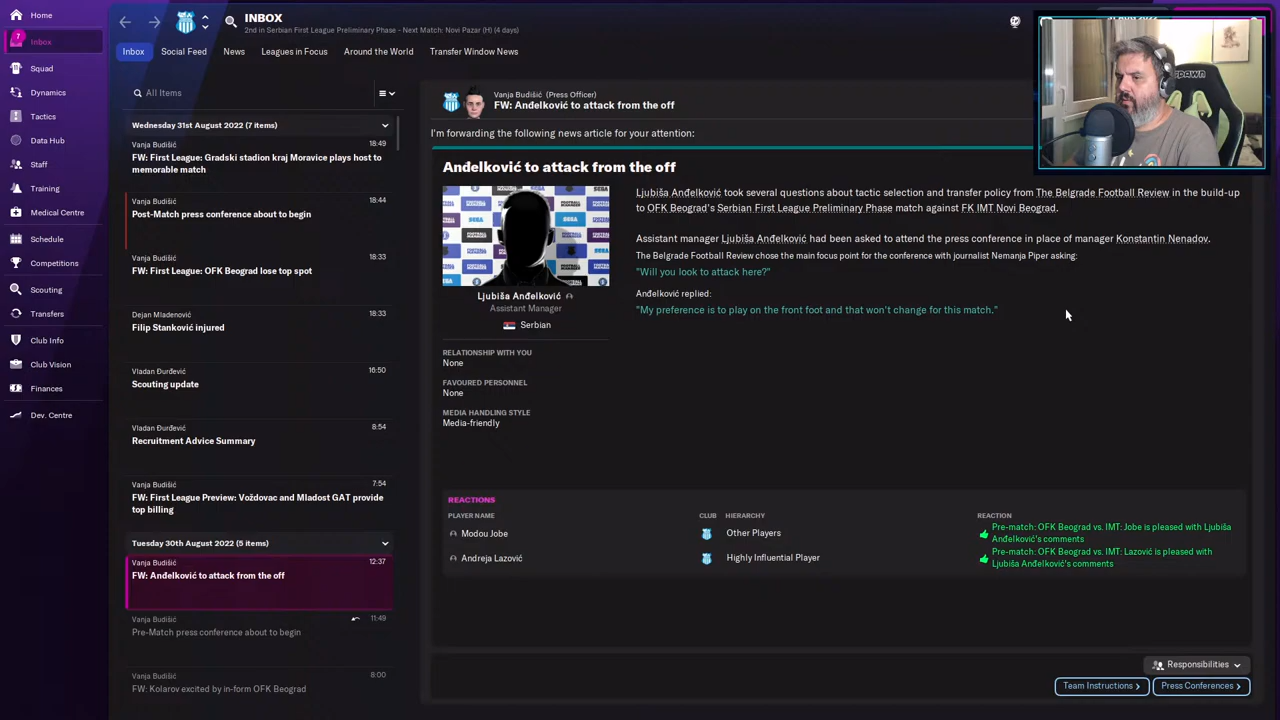 Home
7
Inbox
Squad
Dynamics
Tactics
Data Hub
Staff
Training
Medical Centre
Schedule
Competitions
Scouting
Transfers
Club Info
Club Vision
Finances
Dev. Centre
INBOX
2nd in Serbian First League Preliminary Phase - Next Match: Novi Pazar (H) (4 days)
Inbox
Social Feed
News
Leagues in Focus
Around the World
Transfer Window News
All Items
Wednesday 31st August 2022 (7 items)
Vanja Budišić 18:49
FW: First League: Gradski stadion kraj Moravice plays host to
memorable match
Vanja Budišić 18:44
Post-Match press conference about to begin
Vanja Budišić 18:33
FW: First League: OFK Beograd lose top spot
Dejan Mladenović 18:33
Filip Stanković injured
Vladan Đurđević 16:50
Scouting update
Vladan Đurđević 8:54
Recruitment Advice Summary
Vanja Budišić 7:54
FW: First League Preview: Voždovac and Mladost GAT provide
top billing
Tuesday 30th August 2022 (5 items)
Vanja Budišić 12:37
FW: Anđelković to attack from the off
Vanja Budišić 11:49
Pre-Match press conference about to begin
Vanja Budišić 8:00
FW: Kolarov excited by in-form OFK Beograd
Vanja Budišić (Press Officer)
FW: Anđelković to attack from the off
I'm forwarding the following news article for your attention:
Anđelković to attack from the off
Ljubiša Anđelković
Assistant Manager
Serbian
RELATIONSHIP WITH YOU
None
FAVOURED PERSONNEL
None
MEDIA HANDLING STYLE
Media-friendly
Ljubiša Anđelković took several questions about tactic selection and transfer policy from The Belgrade Football Review in the build-up
to OFK Beograd's Serbian First League Preliminary Phase match against FK IMT Novi Beograd.
Assistant manager Ljubiša Anđelković had been asked to attend the press conference in place of manager Konstantin Nenadov.
The Belgrade Football Review chose the main focus point for the conference with journalist Nemanja Piper asking:
"Will you look to attack here?"
Anđelković replied:
"My preference is to play on the front foot and that won't change for this match."
REACTIONS
PLAYER NAME CLUB HIERARCHY REACTION
Modou Jobe Other Players Pre-match: OFK Beograd vs. IMT: Jobe is pleased with Ljubiša
Anđelković's comments
Andreja Lazović Highly Influential Player Pre-match: OFK Beograd vs. IMT: Lazović is pleased with
Ljubiša Anđelković's comments
Responsibilities
Team Instructions
Press Conferences